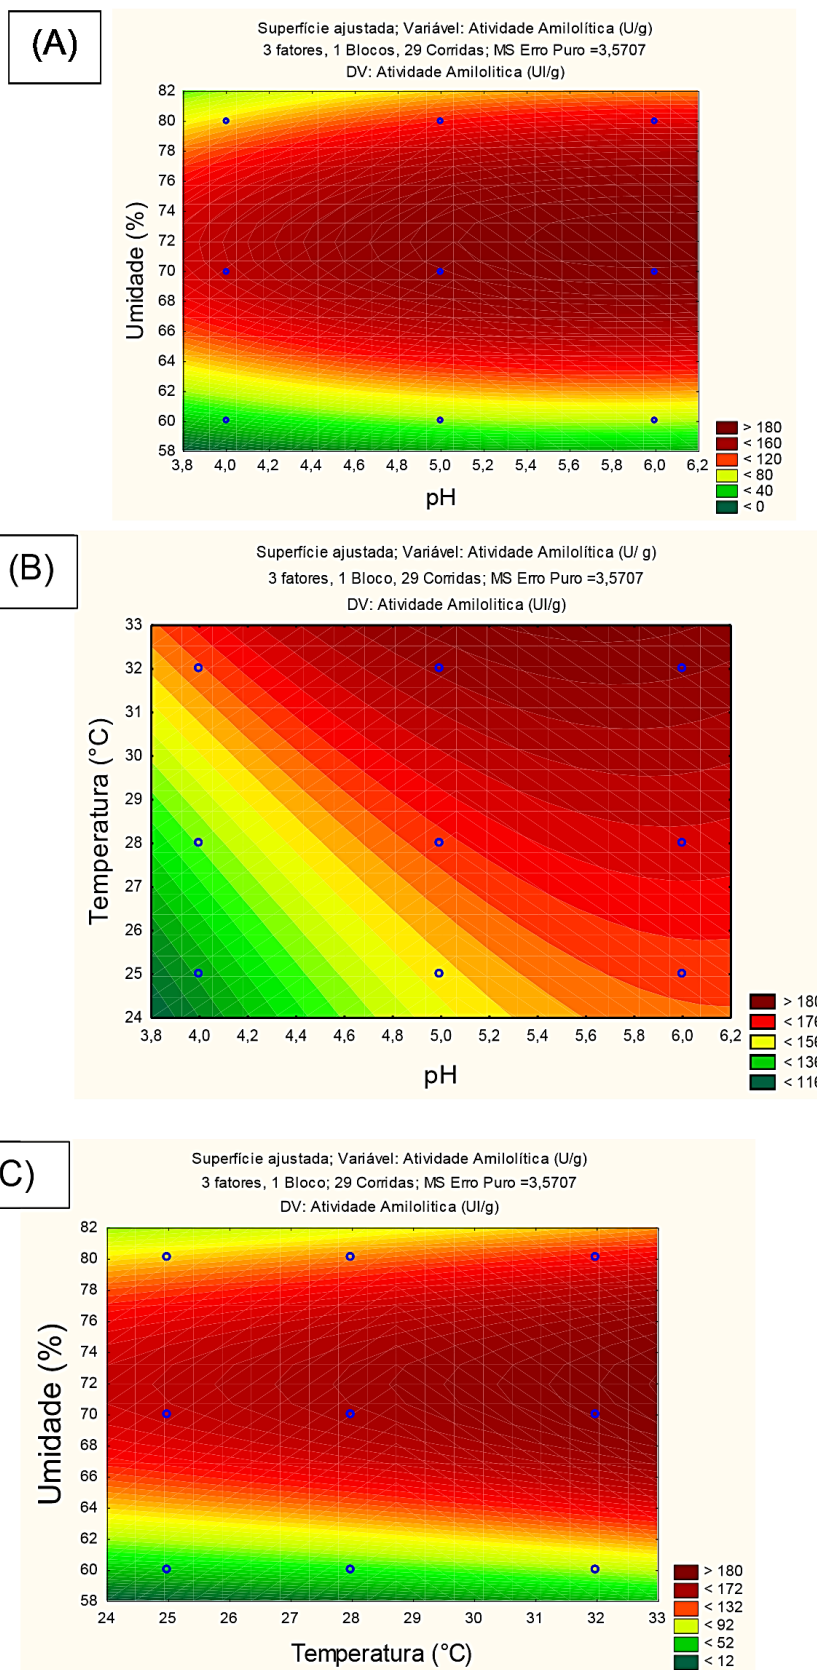 (A)
Superfície ajustada; Variável: Atividade Amilolítica (U/g)
3 fatores, 1 Blocos, 29 Corridas; MS Erro Puro =3,5707
DV: Atividade Amilolitica (UI/g)
82
80
78
76
74
72
70
68
66
64
62
60
58
Umidade (%)
3,8 4,0 4,2 4,4 4,6 4,8 5,0 5,2 5,4 5,6 5,8 6,0 6,2
pH
> 180
< 160
< 120
< 80
< 40
< 0
(B)
Superfície ajustada; Variável: Atividade Amilolítica (U/ g)
3 fatores, 1 Bloco, 29 Corridas; MS Erro Puro =3,5707
DV: Atividade Amilolitica (UI/g)
33
32
31
30
29
28
27
26
25
24
Temperatura (°C)
3,8 4,0 4,2 4,4 4,6 4,8 5,0 5,2 5,4 5,6 5,8 6,0 6,2
pH
> 180
< 176
< 156
< 136
< 116
C)
Superfície ajustada; Variável: Atividade Amilolítica (U/g)
3 fatores, 1 Bloco; 29 Corridas; MS Erro Puro =3,5707
DV: Atividade Amilolitica (UI/g)
82
80
78
76
74
72
70
68
66
64
62
60
58
Umidade (%)
24 25 26 27 28 29 30 31 32 33
Temperatura (°C)
> 180
< 172
< 132
< 92
< 52
< 12